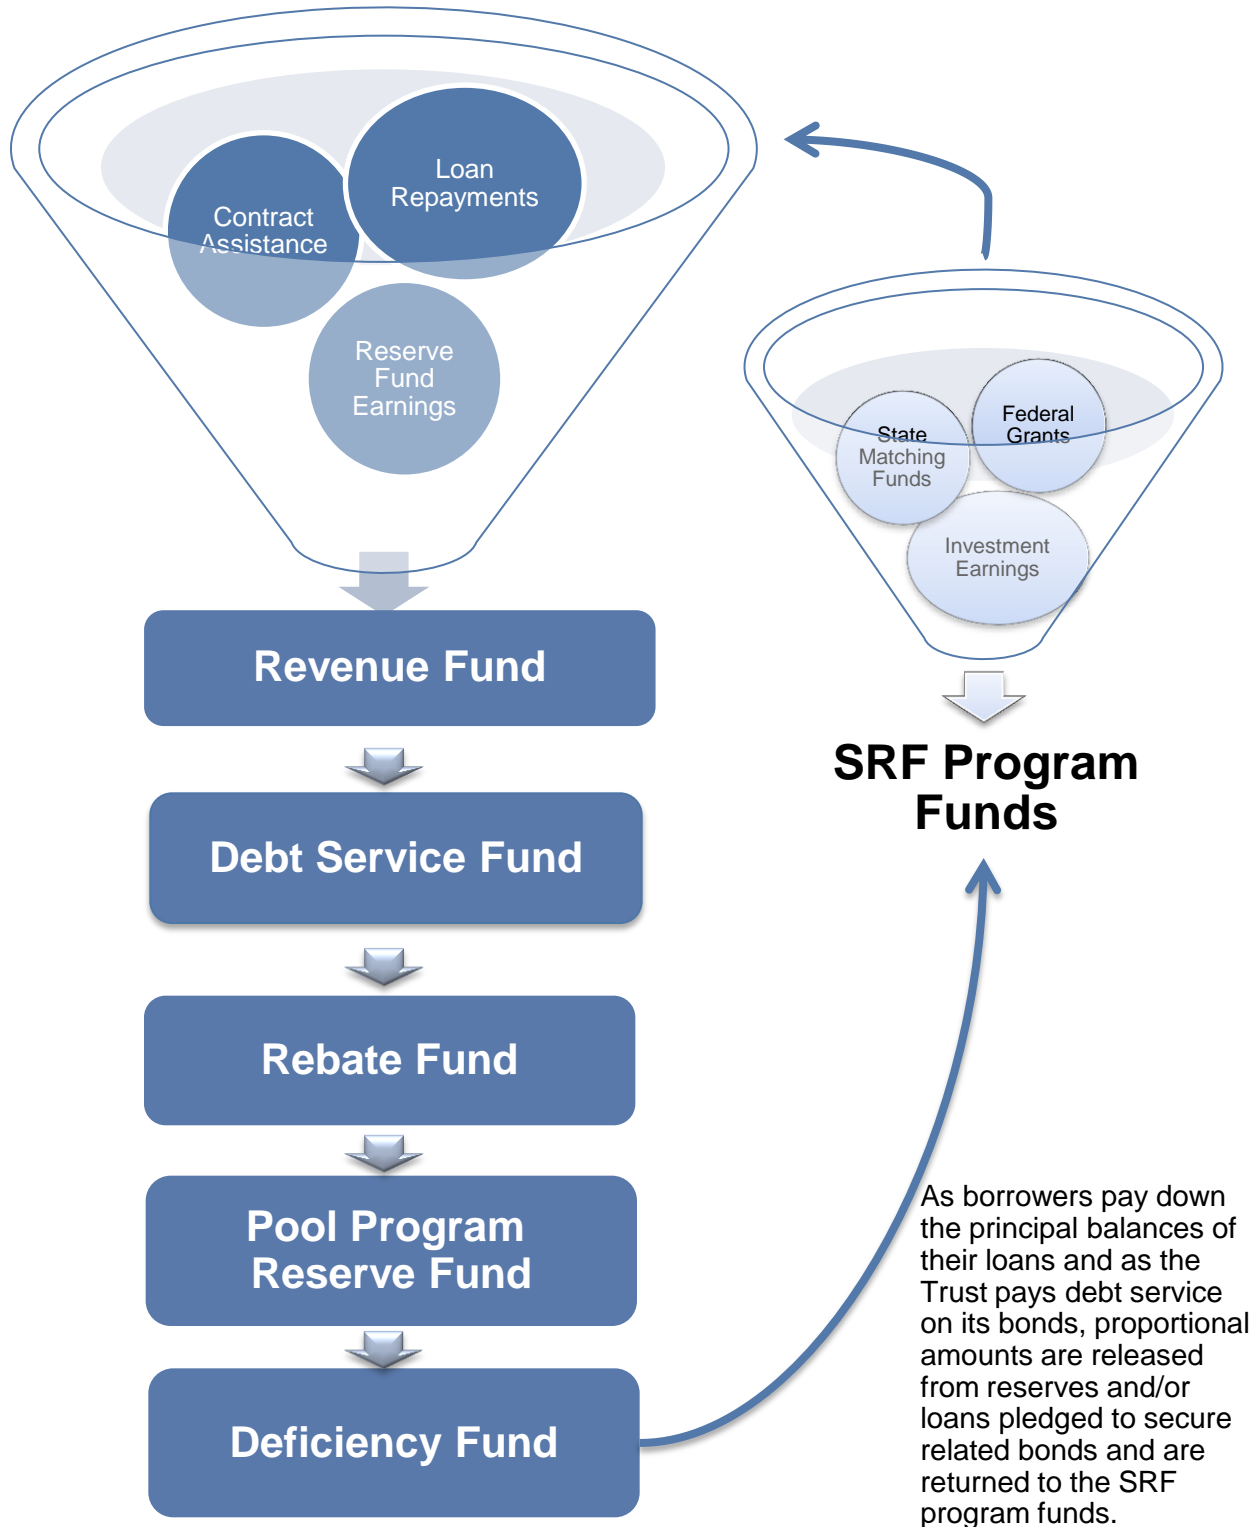 Loan
Repayments
Contract
Assistance
Reserve
Fund
Earnings
Federal
Grants
State
Matching
Funds
Investment
Earnings
Revenue Fund
SRF Program
Funds
Debt Service Fund
Rebate Fund
Pool Program
Reserve Fund
Deficiency Fund
As borrowers pay down
the principal balances of
their loans and as the
Trust pays debt service
on its bonds, proportional
amounts are released
from reserves and/or
loans pledged to secure
related bonds and are
returned to the SRF
program funds.